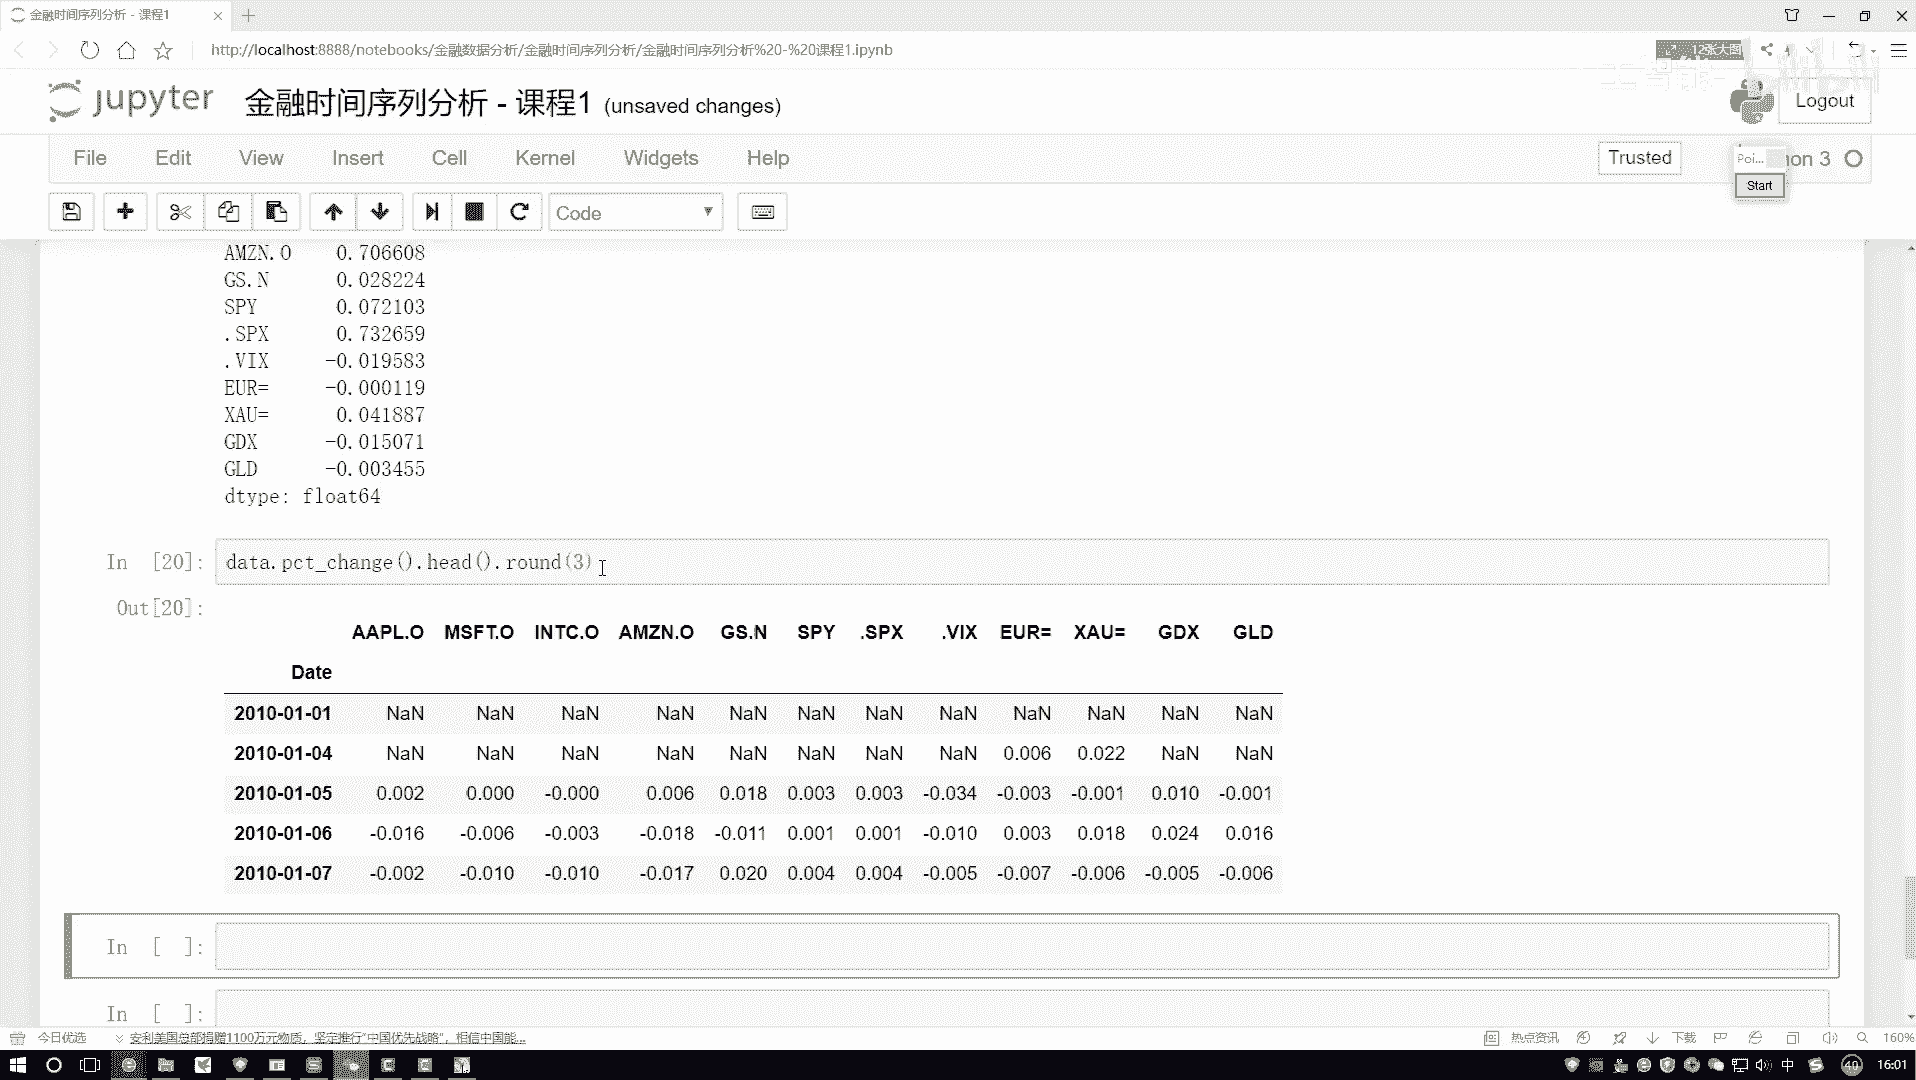 金融时间序列分析 - 课程1
http://localhost:8888/notebooks/金融数据分析/金融时间序列分析/金融时间序列分析%20-%20课程1.ipynb
12张大图
bilibili
jupyter 金融时间序列分析 - 课程1 (unsaved changes)
Logout
File Edit View Insert Cell Kernel Widgets Help
Trusted
Poi...
hon 3
Start
Code
AMZN.O 0.706608
GS.N 0.028224
SPY 0.072103
.SPX 0.732659
.VIX -0.019583
EUR= -0.000119
XAU= 0.041887
GDX -0.015071
GLD -0.003455
dtype: float64
In [20]: data.pct_change().head().round(3)
Out[20]:
AAPL.O MSFT.O INTC.O AMZN.O GS.N SPY .SPX .VIX EUR= XAU= GDX GLD
Date
2010-01-01 NaN NaN NaN NaN NaN NaN NaN NaN NaN NaN NaN NaN
2010-01-04 NaN NaN NaN NaN NaN NaN NaN NaN 0.006 0.022 NaN NaN
2010-01-05 0.002 0.000 -0.000 0.006 0.018 0.003 0.003 -0.034 -0.003 -0.001 0.010 -0.001
2010-01-06 -0.016 -0.006 -0.003 -0.018 -0.011 0.001 0.001 -0.010 0.003 0.018 0.024 0.016
2010-01-07 -0.002 -0.010 -0.010 -0.017 0.020 0.004 0.004 -0.005 -0.007 -0.006 -0.005 -0.006
In [ ]:
In [ ]:
今日优选 安利美国总部捐赠1100万元物质，坚定推行"中国优先战略"，相信中国能...
热点资讯 下载 160%
中 40 16:01